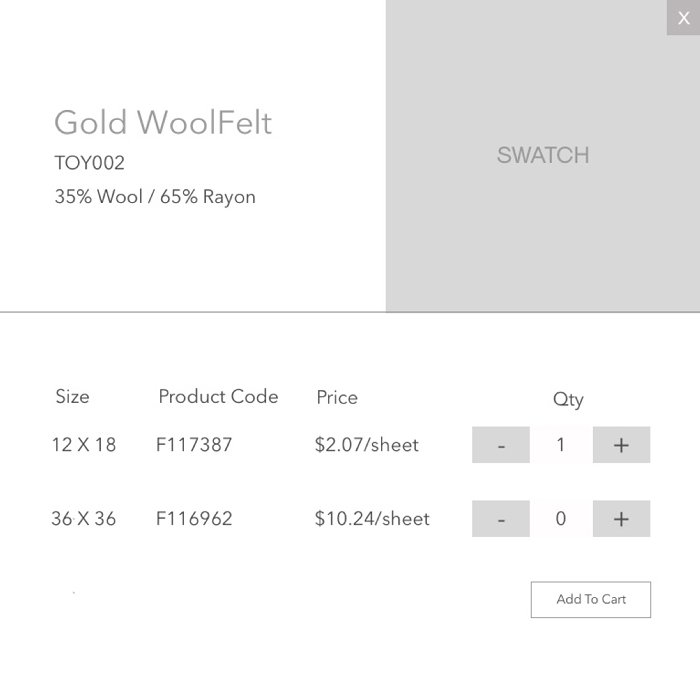 X
Gold WoolFelt
TOY002
35% Wool / 65% Rayon
SWATCH
Size Product Code Price Qty
12 X 18 F117387 $2.07/sheet - 1 +
36 X 36 F116962 $10.24/sheet - 0 +
Add To Cart